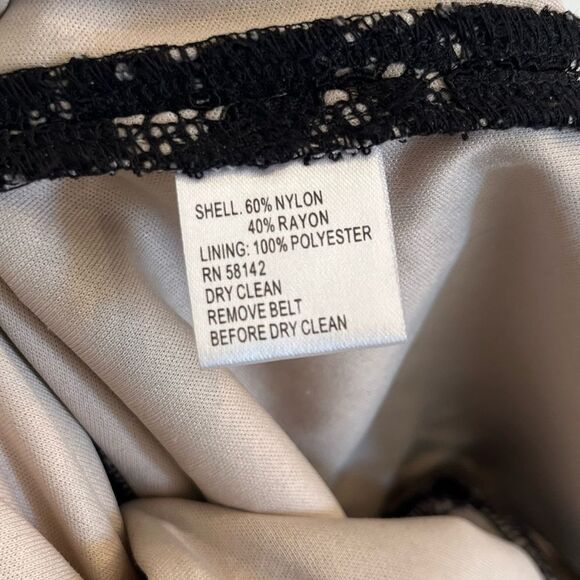 SHELL. 60% NYLON
40% RAYON
LINING: 100% POLYESTER
RN 58142
DRY CLEAN
REMOVE BELT
BEFORE DRY CLEAN